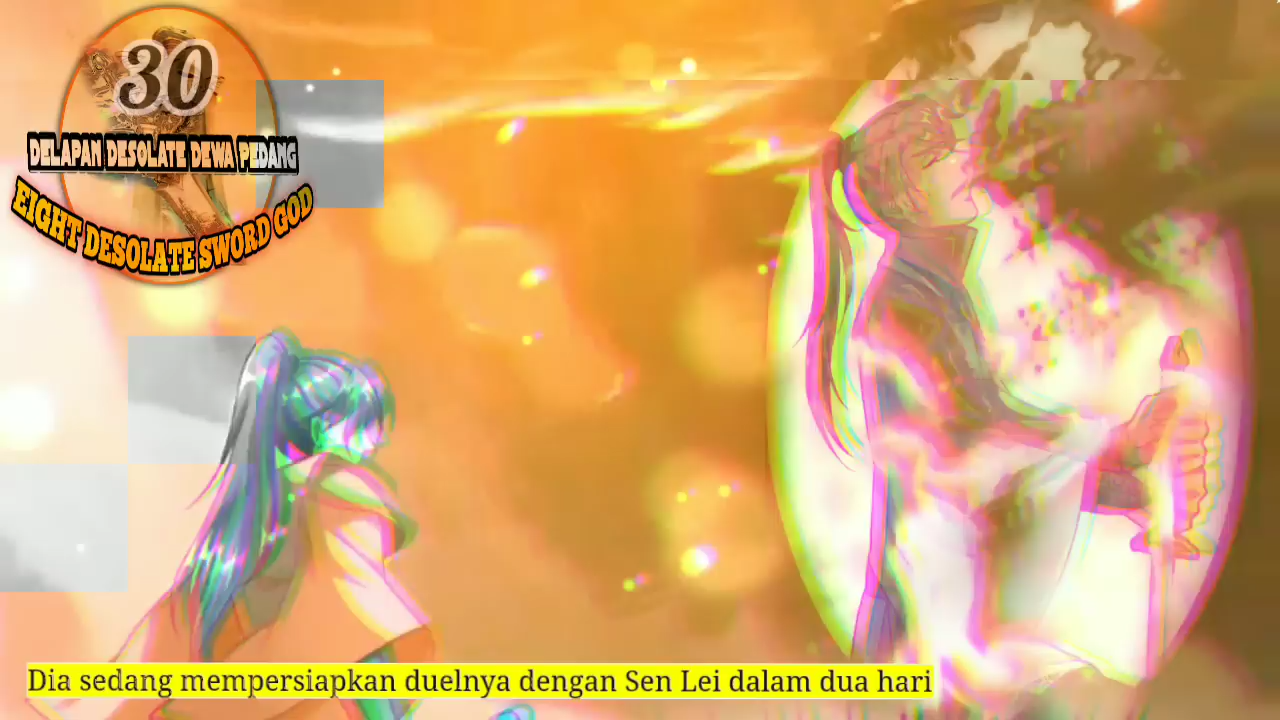 30
DELAPAN DESOLATE DEWA PEDANG
EIGHT DESOLATE SWORD GOD
Dia sedang mempersiapkan duelnya dengan Sen Lei dalam dua hari